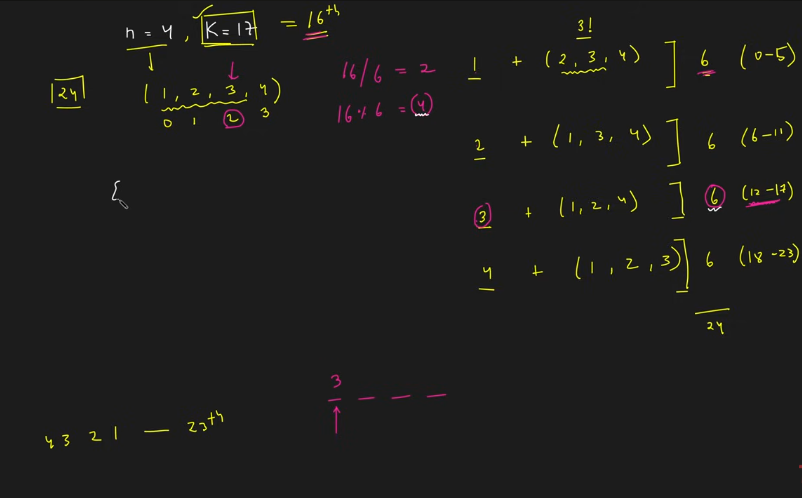 n = 4, K = 17 = 16th
24
(1, 2, 3, 4)
0 1 2 3
16/6 = 2
16 % 6 = 4
3!
1 + (2, 3, 4) ] 6 (0-5)
2 + (1, 3, 4) ] 6 (6-11)
3 + (1, 2, 4) ] 6 (12-17)
4 + (1, 2, 3) ] 6 (18-23)
24
{
3 _ _ _
4 3 2 1 — 23th